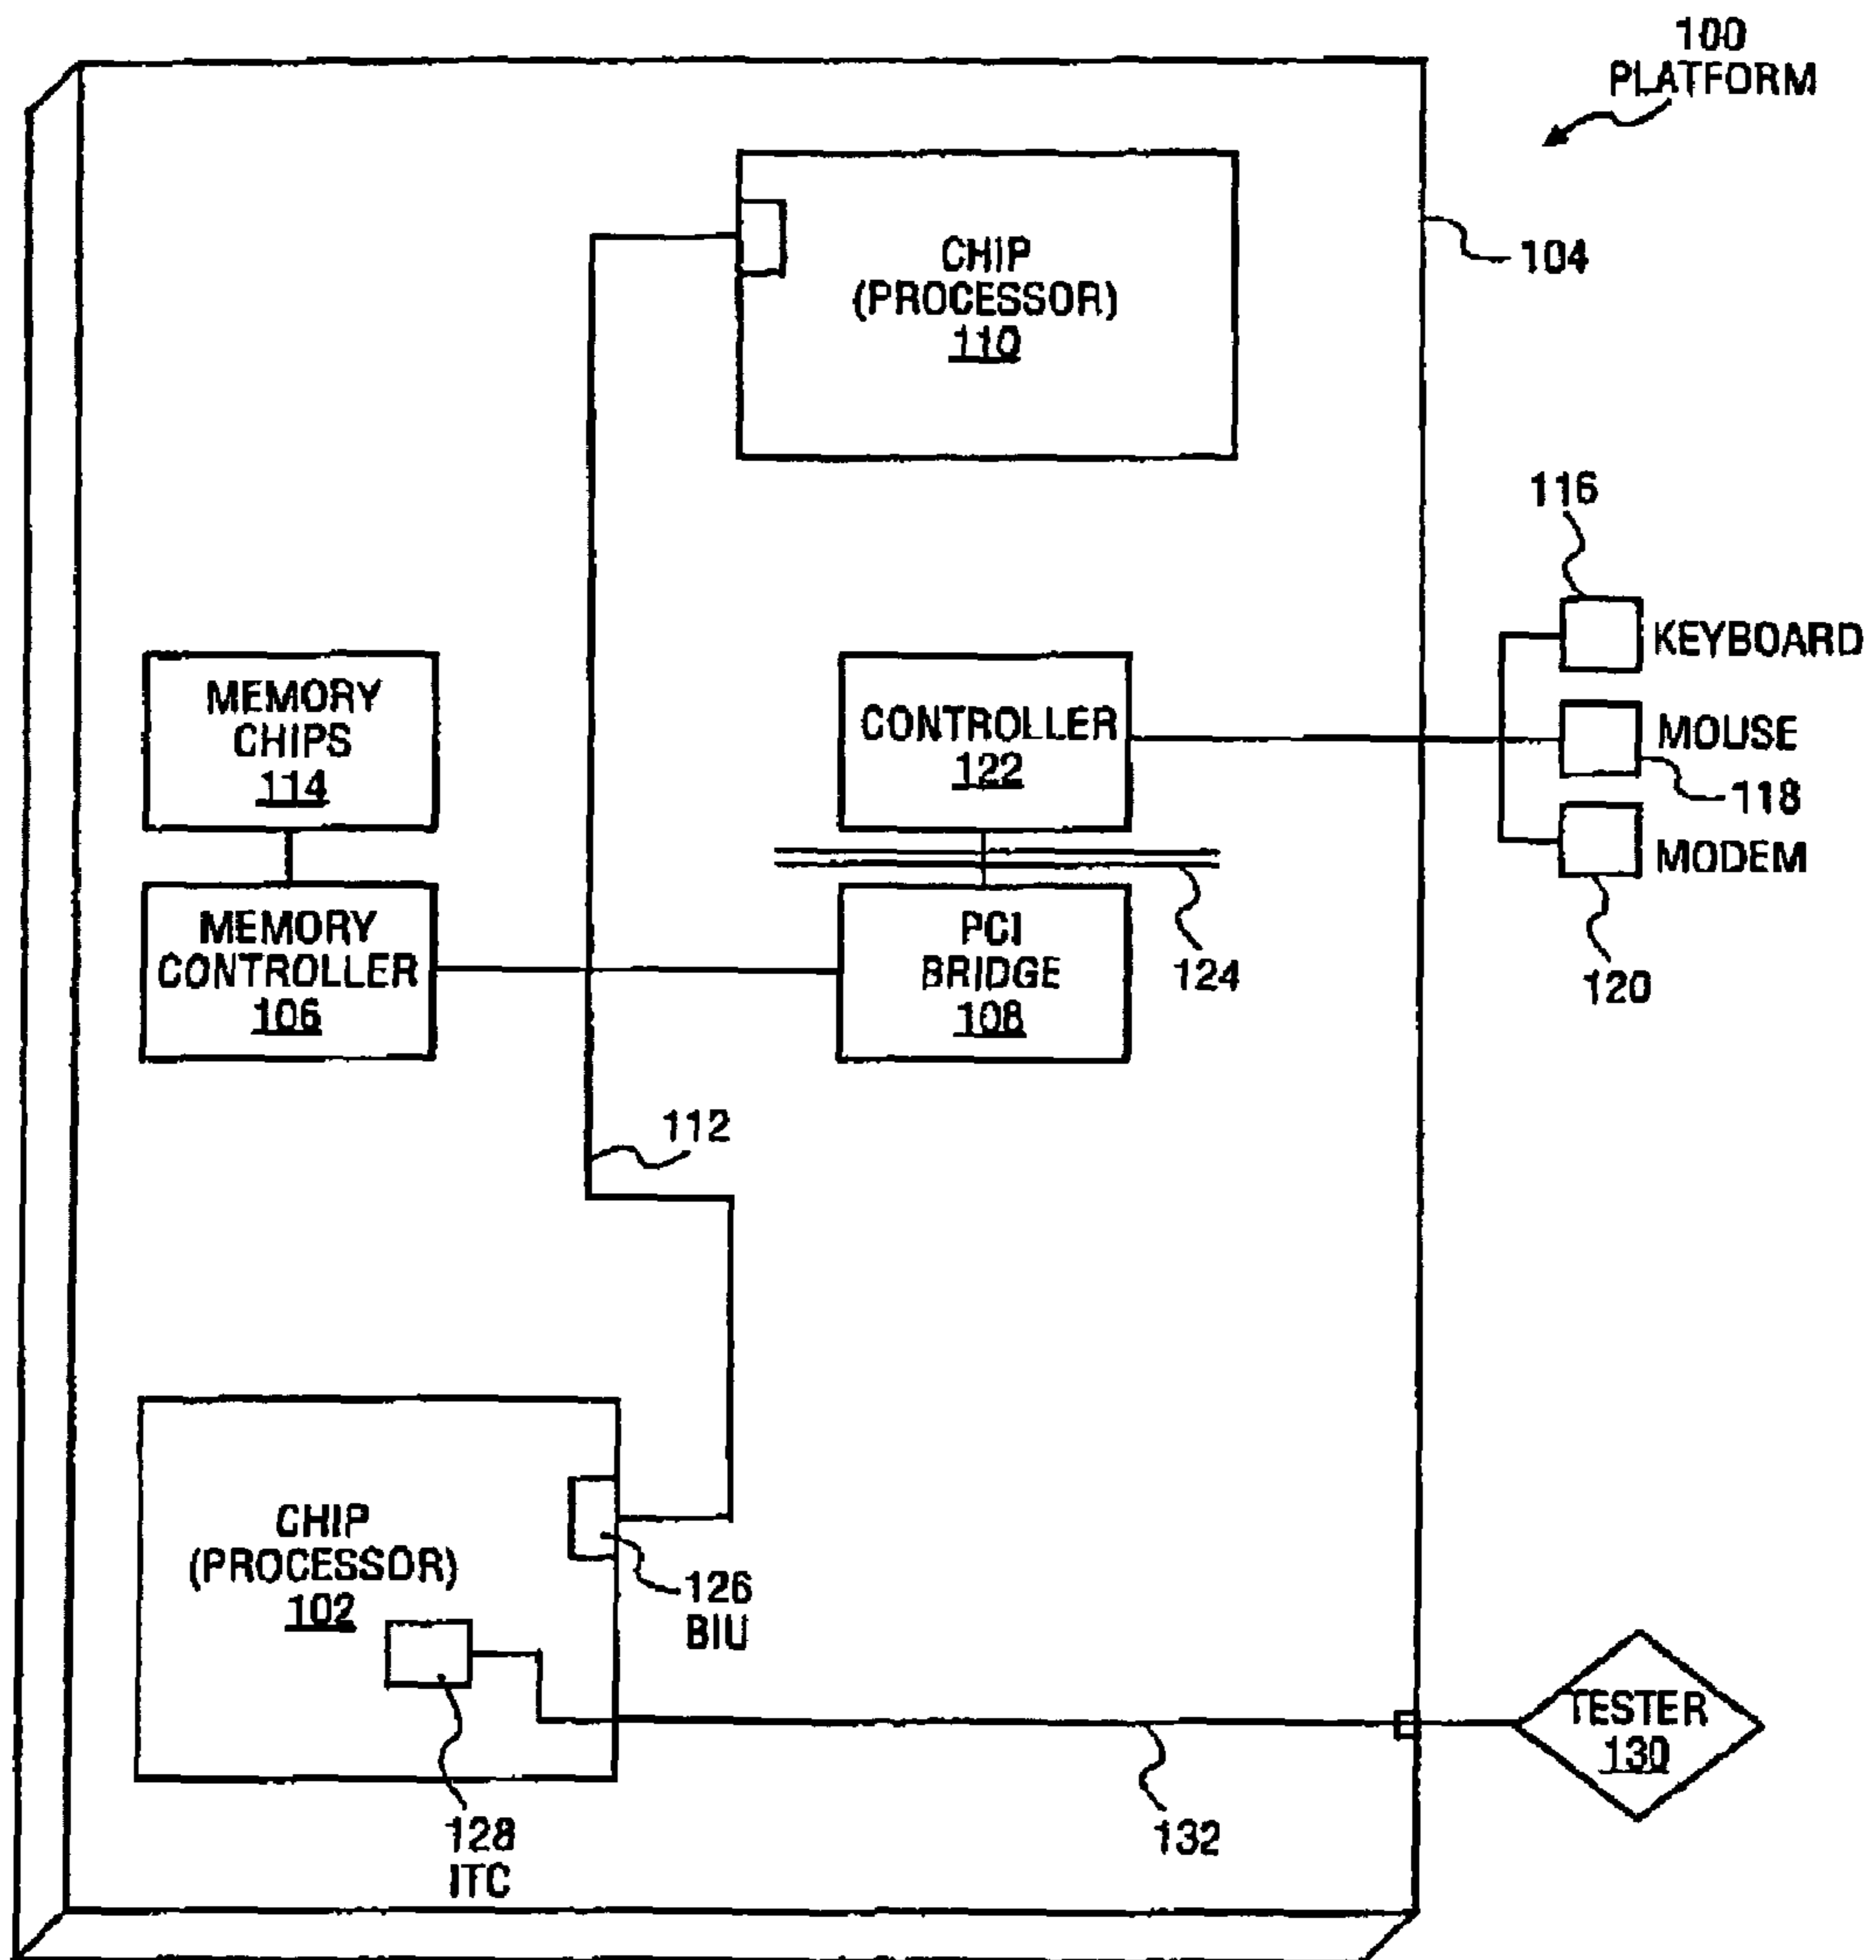 100
PLATFORM
104
CHIP
(PROCESSOR)
110
116
KEYBOARD
MOUSE
118
MODEM
120
MEMORY
CHIPS
114
CONTROLLER
122
124
MEMORY
CONTROLLER
106
PCI
BRIDGE
108
112
CHIP
(PROCESSOR)
102
126
BIU
128
ITC
132
TESTER
130